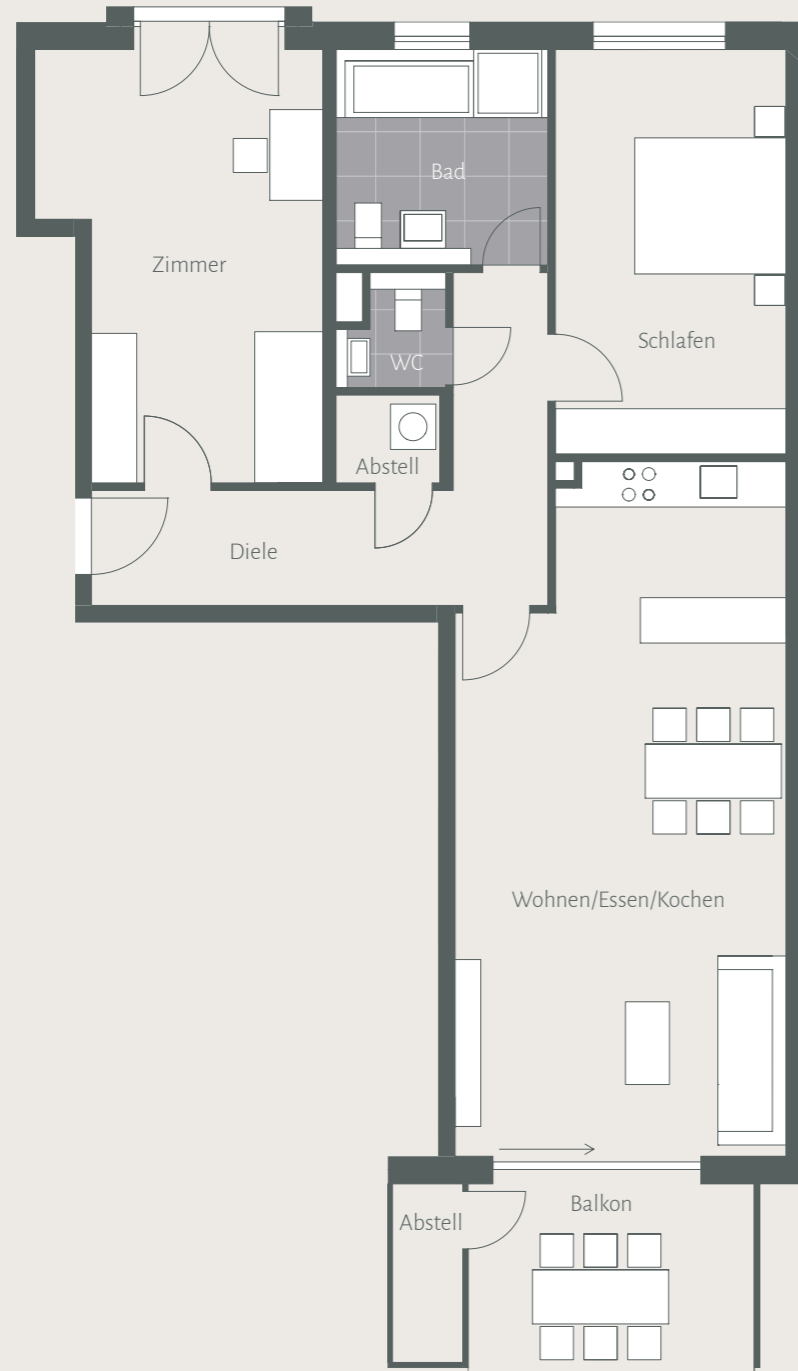 Bad
Zimmer
Schlafen
WC
Abstell
Diele
Wohnen/Essen/Kochen
Balkon
Abstell